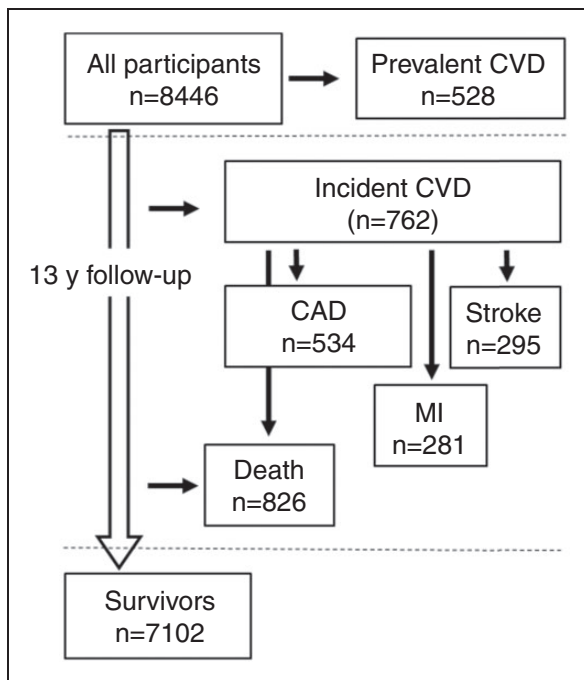 All participants
n=8446
Prevalent CVD
n=528
Incident CVD
(n=762)
13 y follow-up
CAD
n=534
Stroke
n=295
MI
n=281
Death
n=826
Survivors
n=7102